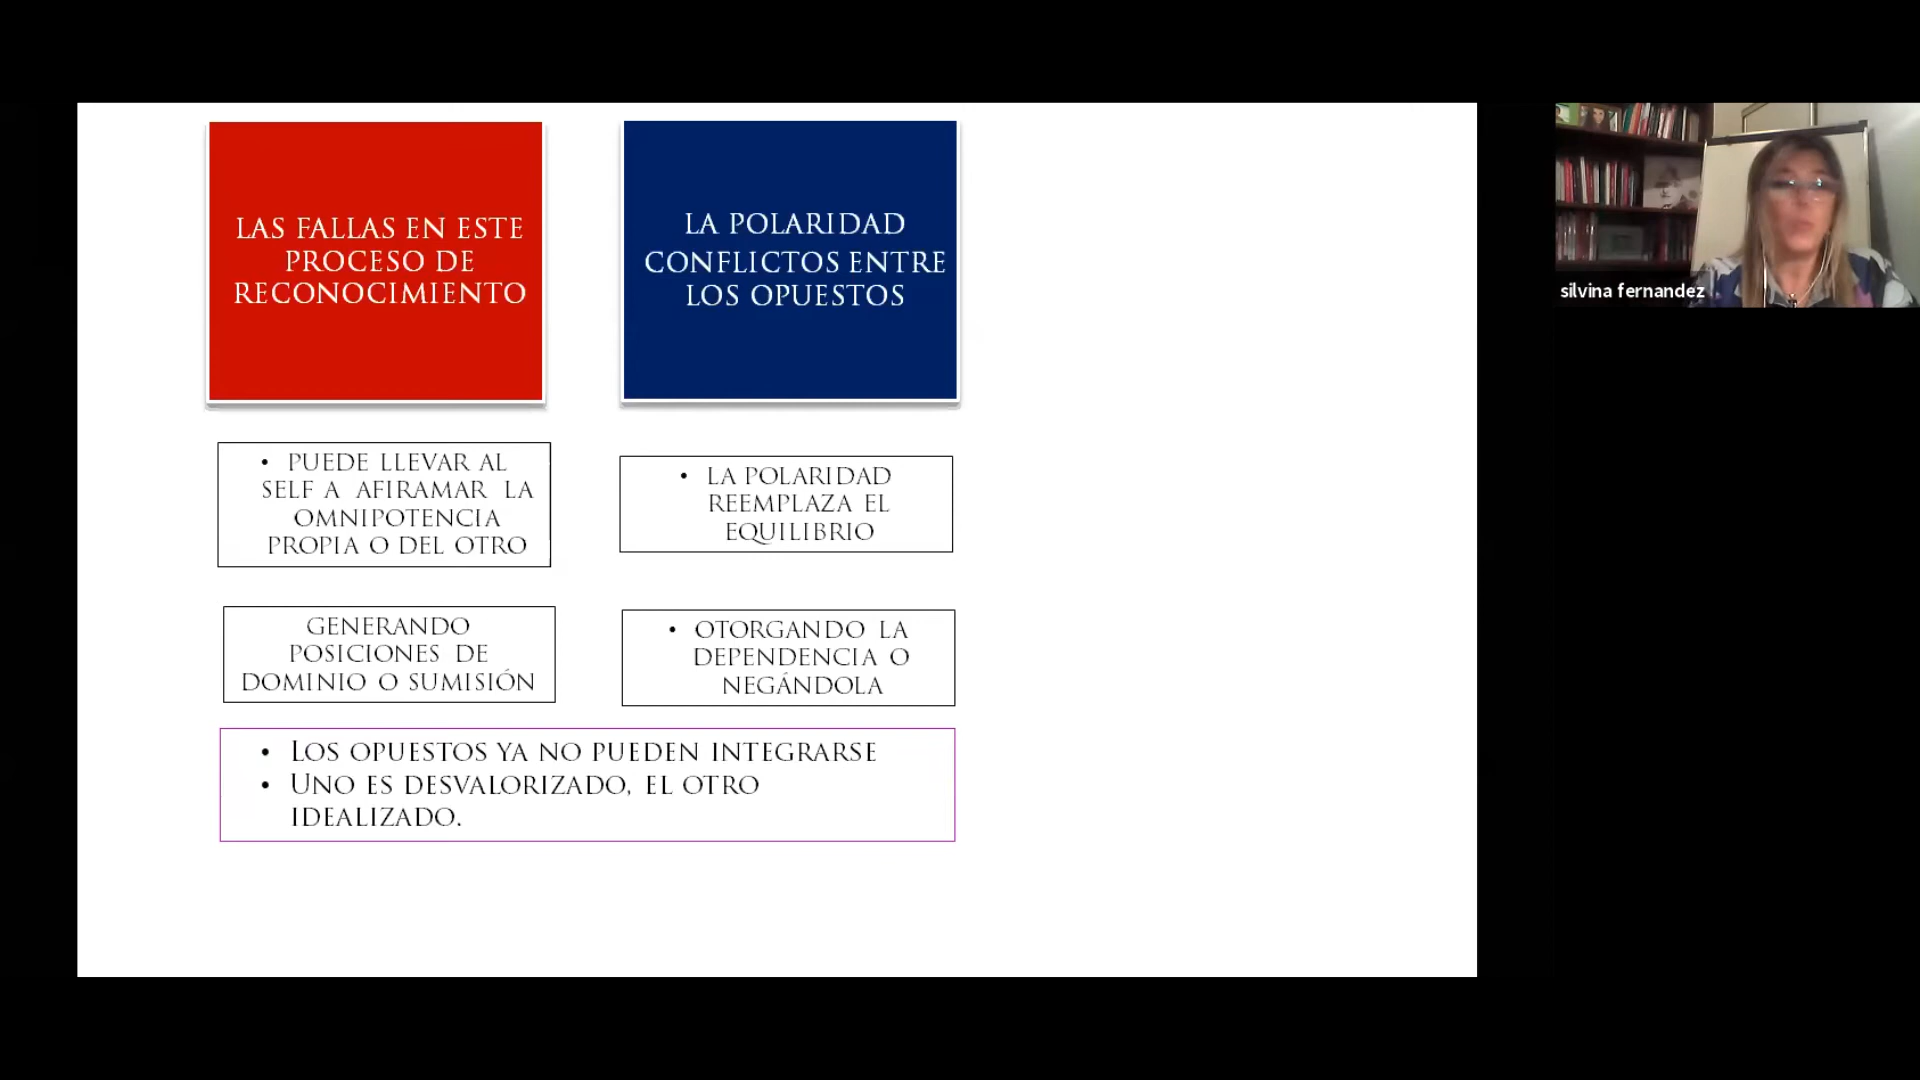 LAS FALLAS EN ESTE
PROCESO DE
RECONOCIMIENTO
LA POLARIDAD
CONFLICTOS ENTRE
LOS OPUESTOS
• PUEDE LLEVAR AL
SELF A AFIRAMAR LA
OMNIPOTENCIA
PROPIA O DEL OTRO
• LA POLARIDAD
REEMPLAZA EL
EQUILIBRIO
GENERANDO
POSICIONES DE
DOMINIO O SUMISIÓN
• OTORGANDO LA
DEPENDENCIA O
NEGÁNDOLA
• LOS OPUESTOS YA NO PUEDEN INTEGRARSE
• UNO ES DESVALORIZADO, EL OTRO
IDEALIZADO.
silvina fernandez